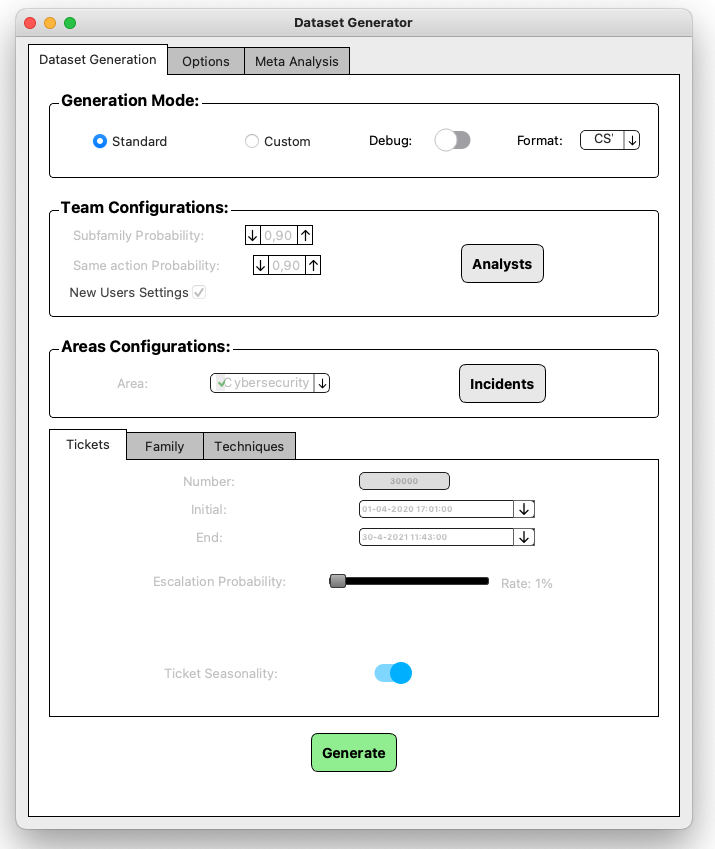 Dataset Generator
Dataset Generation Options Meta Analysis
Generation Mode:
Standard Custom Debug: Format: CS'
Team Configurations:
Subfamily Probability: 0,90
Same action Probability: 0,90
Analysts
New Users Settings
Areas Configurations:
Area: Cybersecurity Incidents
Tickets Family Techniques
Number: 30000
Initial: 01-04-2020 17:01:00
End: 30-4-2021 11:43:00
Escalation Probability: Rate: 1%
Ticket Seasonality:
Generate